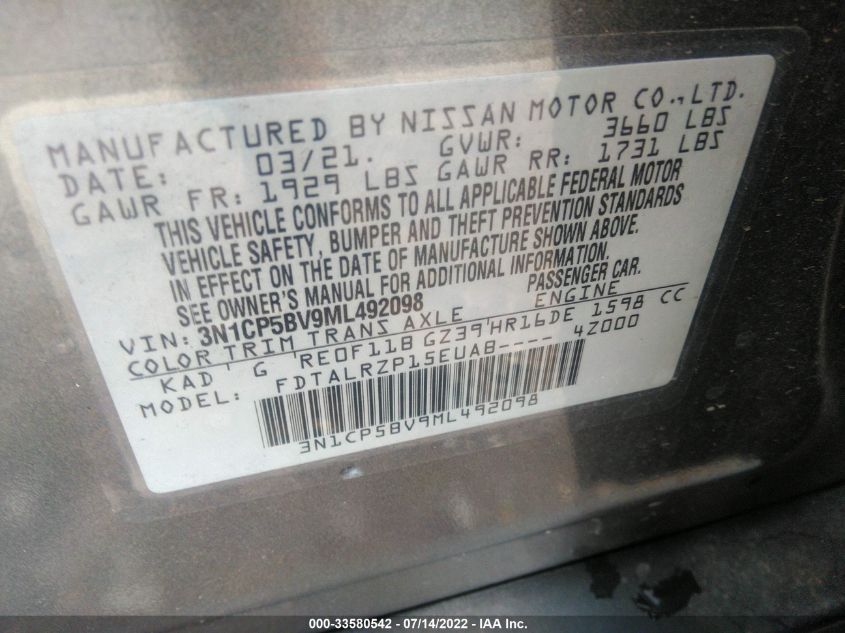 MANUFACTURED BY NISSAN MOTOR CO.,LTD.
DATE: 03/21. GVWR: 3660 LBS
GAWR FR: 1929 LBS GAWR RR: 1731 LBS
THIS VEHICLE CONFORMS TO ALL APPLICABLE FEDERAL MOTOR
VEHICLE SAFETY, BUMPER AND THEFT PREVENTION STANDARDS
IN EFFECT ON THE DATE OF MANUFACTURE SHOWN ABOVE.
SEE OWNER'S MANUAL FOR ADDITIONAL INFORMATION.
VIN: 3N1CP5BV9ML492098 PASSENGER CAR.
COLOR TRIM TRANS AXLE ENGINE
KAD ' G 'RE0F11B GZ39'HR16DE 1598 CC
MODEL: FDTALRZP15EUAB---- 4Z000
3N1CP5BV9ML492098
000-33580542 - 07/14/2022 - IAA Inc.